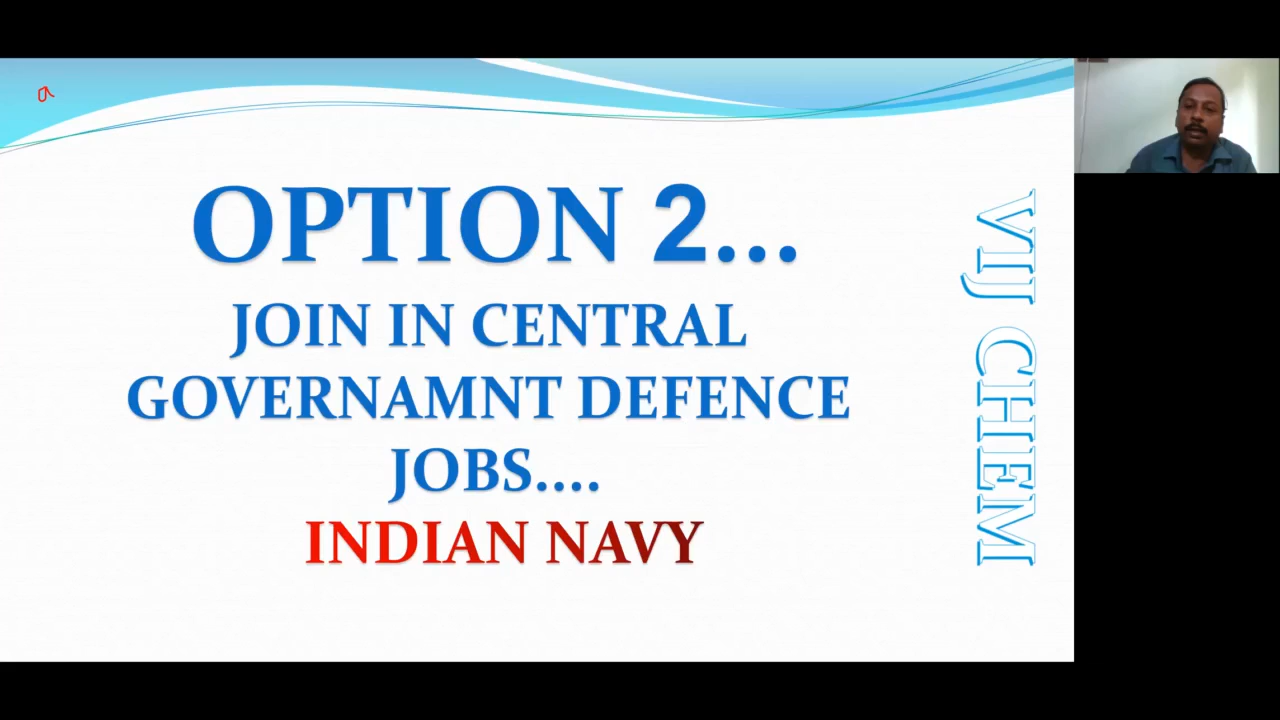 OPTION 2...
JOIN IN CENTRAL
GOVERNAMNT DEFENCE
JOBS....
INDIAN NAVY
VIJ CHEM